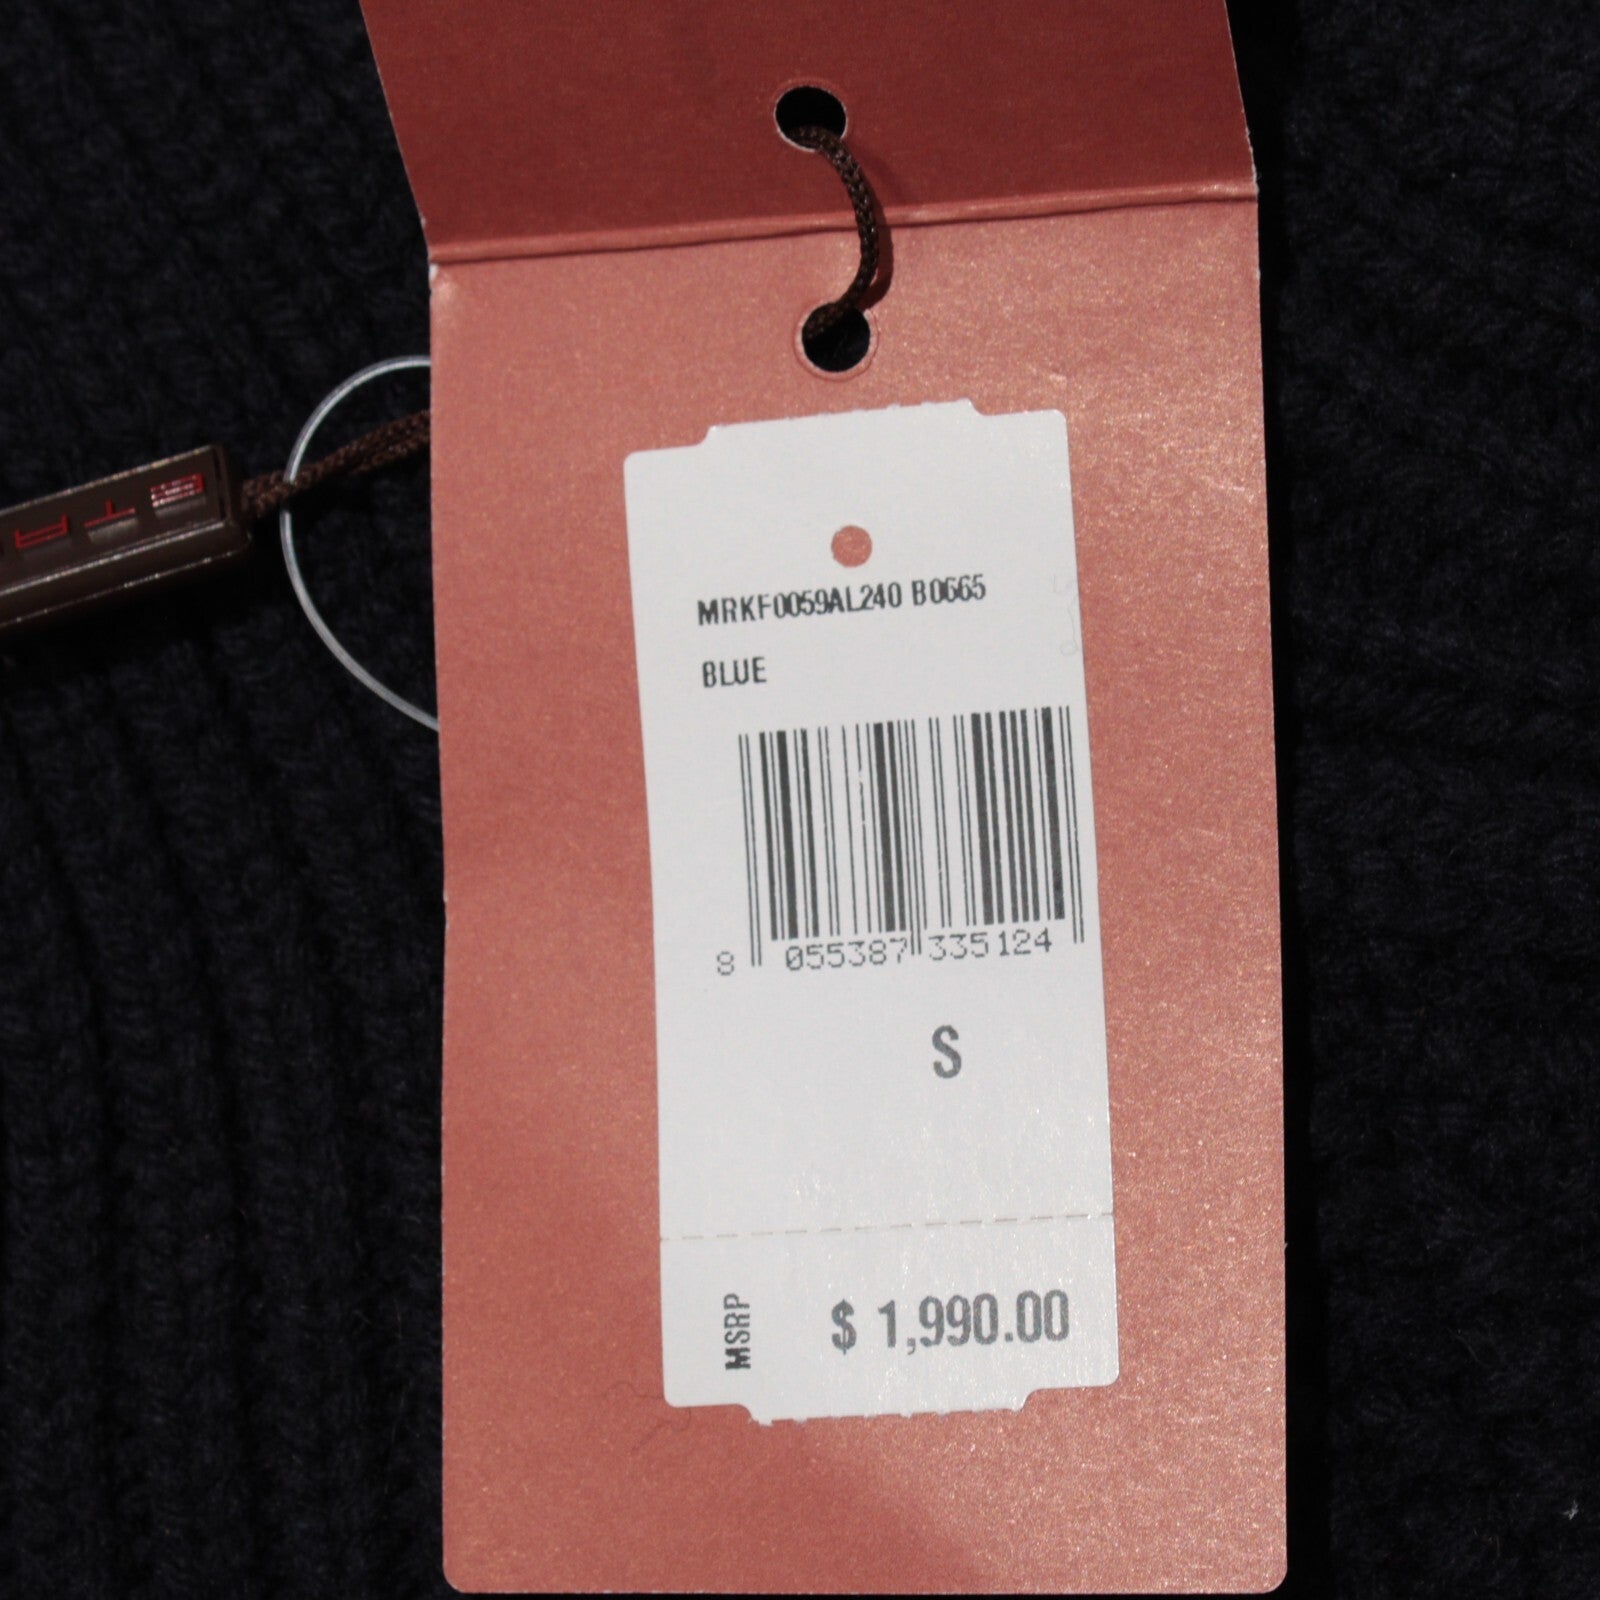 MRKF0059AL240 B0665
BLUE
8 055387 335124
S
MSRP $ 1,990.00